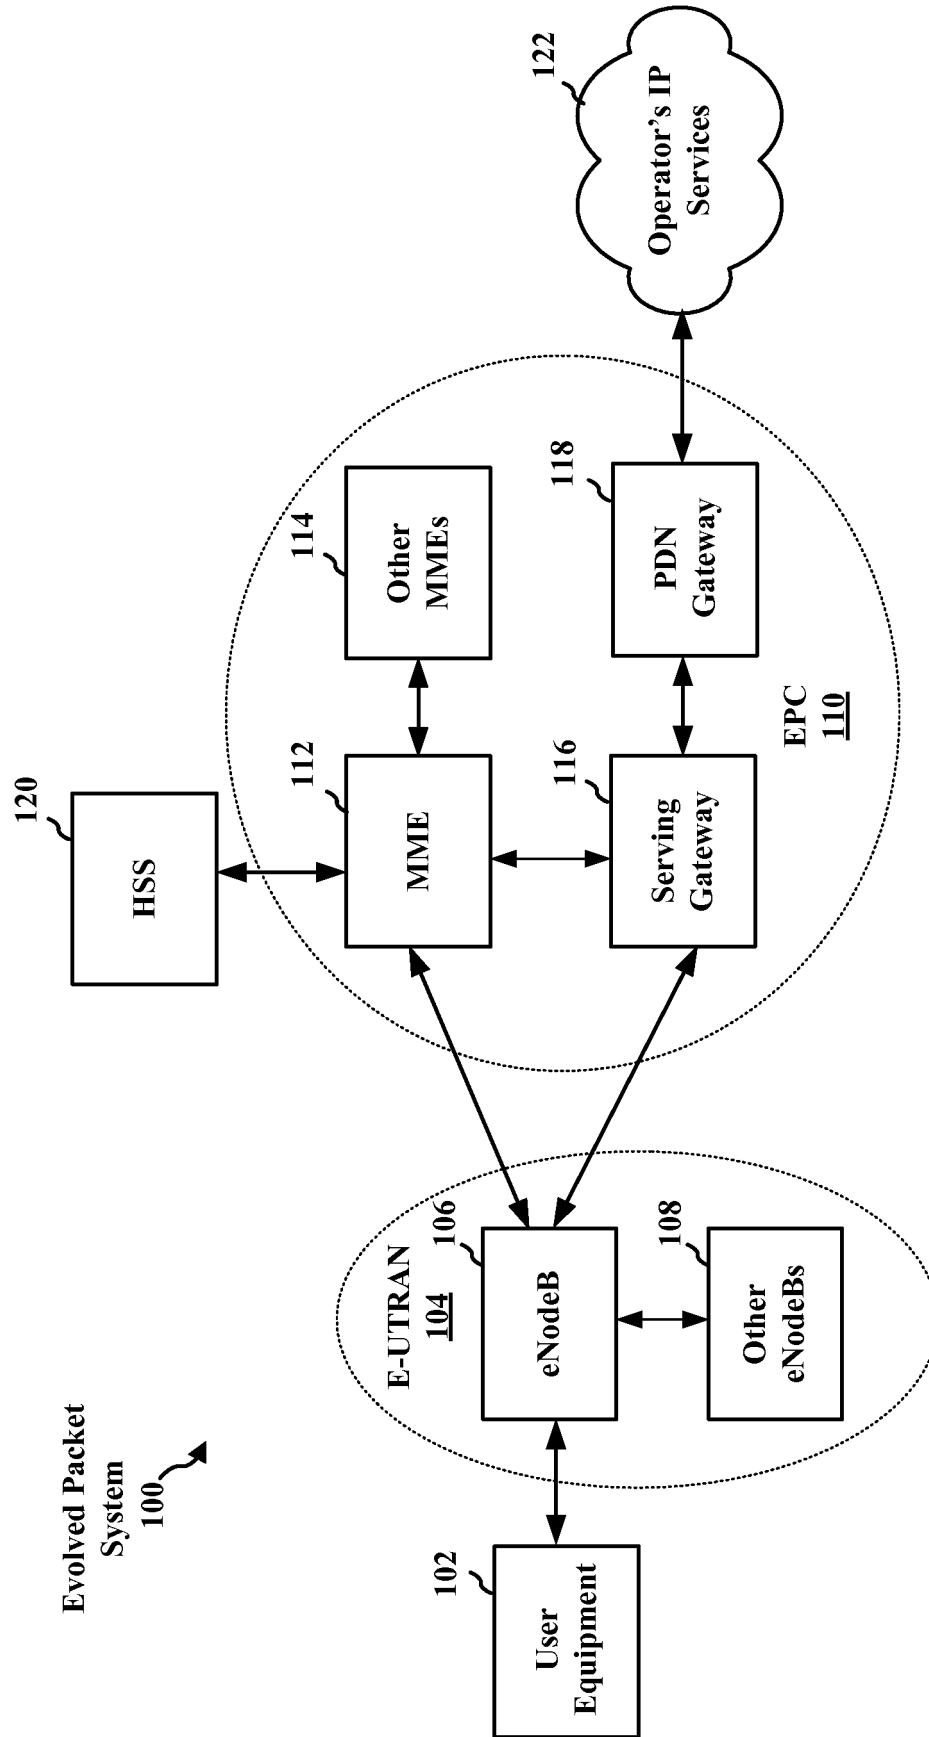 Evolved Packet
System
100
HSS
120
MME
112
Other
MMEs
114
E-UTRAN
104
User
Equipment
102
eNodeB
106
Other
eNodeBs
108
Serving
Gateway
116
PDN
Gateway
118
EPC
110
Operator's IP
Services
122